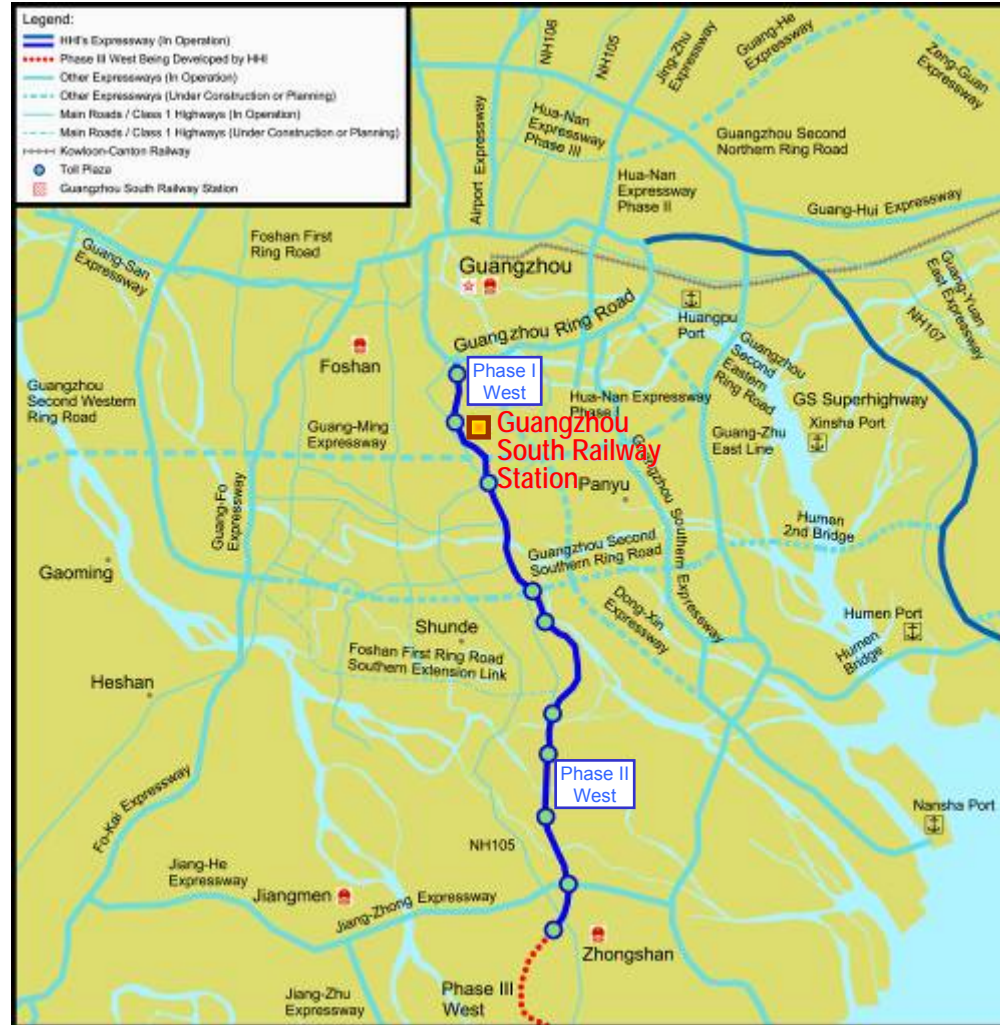 Legend:
HHI's Expressway (In Operation)
Phase III West Being Developed by HHI
Other Expressways (In Operation)
Other Expressways (Under Construction or Planning)
Main Roads / Class 1 Highways (In Operation)
Main Roads / Class 1 Highways (Under Construction or Planning)
Kowloon-Canton Railway
Toll Plaza
Guangzhou South Railway Station
NH106
NH105
Jing-Zhu
Expressway
Guang-He
Expressway
Zeng-Guan
Expressway
Airport Expressway
Hua-Nan
Expressway
Phase III
Guangzhou Second
Northern Ring Road
Hua-Nan
Expressway
Phase II
Guang-Hui Expressway
Guang-San
Expressway
Foshan First
Ring Road
Guangzhou
Guang-Yuan
East Expressway
NH107
Huangpu
Port
Guangzhou Ring Road
Foshan
Phase I
West
Guangzhou
Second
Eastern
Ring Road
Guangzhou
Second Western
Ring Road
Hua-Nan Expressway
Phase I
GS Superhighway
Xinsha Port
Guang-Ming
Expressway
Guangzhou
South Railway
Station
Guang-Zhu
East Line
Panyu
Guangzhou Southern Expressway
Guang-Fo
Expressway
Humen
2nd Bridge
Guangzhou Second
Southern Ring Road
Gaoming
Dong-Xin
Expressway
Humen Port
Humen
Bridge
Shunde
Foshan First Ring Road
Southern Extension Link
Heshan
Phase II
West
Fo-Kai Expressway
Nansha Port
NH105
Jiang-He
Expressway
Jiangmen
Jiang-Zhong Expressway
Zhongshan
Phase III
West
Jiang-Zhu
Expressway